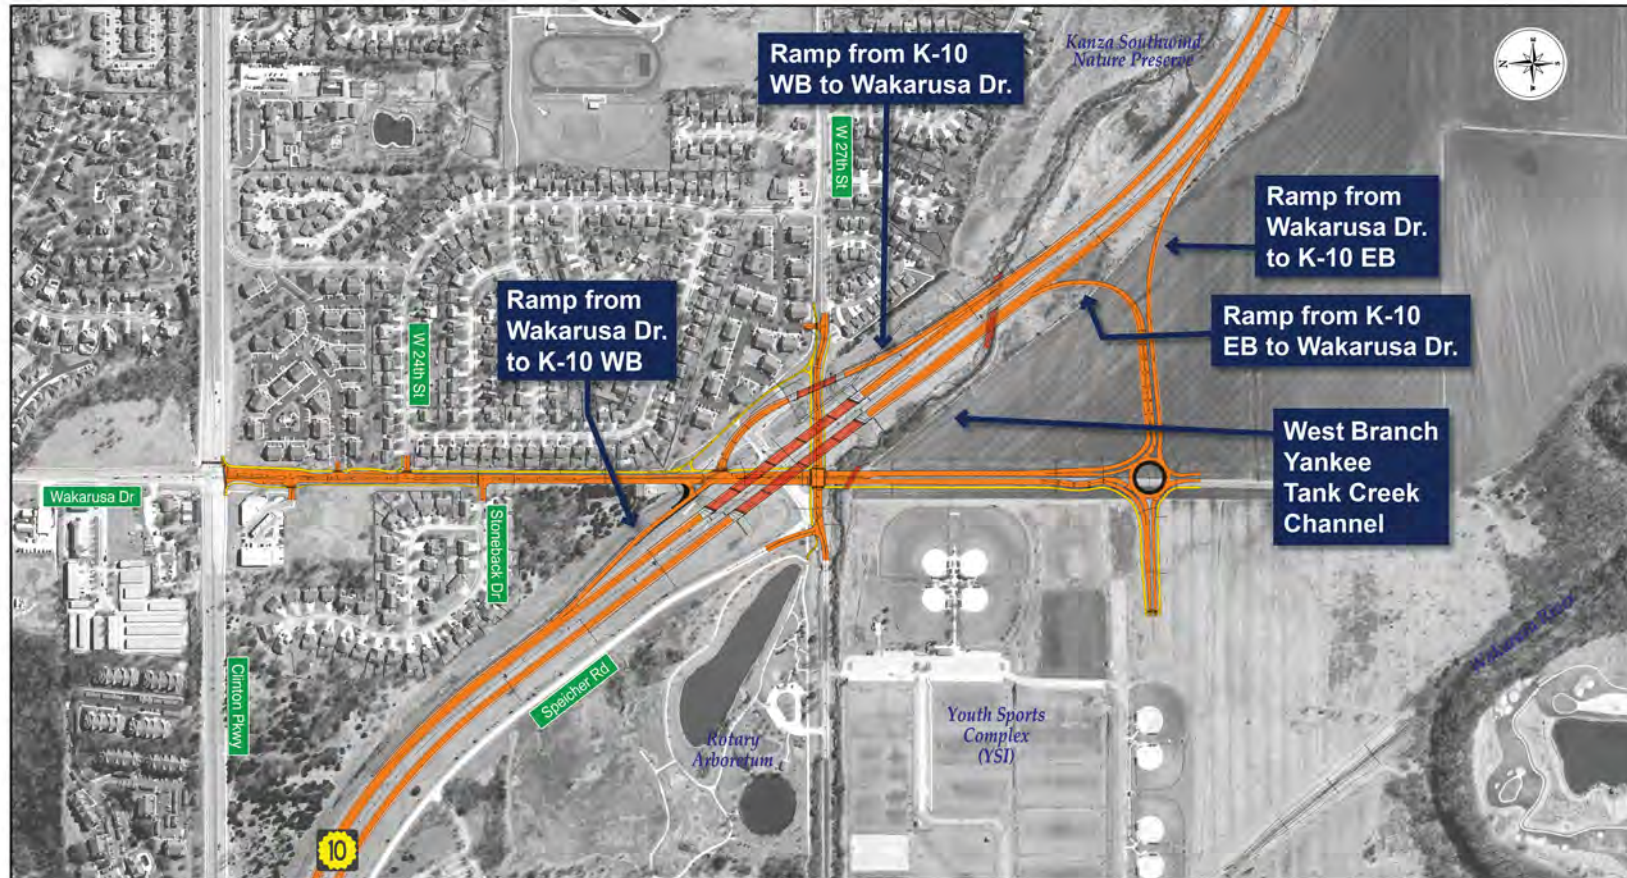 Kanza Southwind
Nature Preserve
Ramp from K-10
WB to Wakarusa Dr.
W 27th St
Ramp from
Wakarusa Dr.
to K-10 EB
Ramp from
Wakarusa Dr.
to K-10 WB
Ramp from K-10
EB to Wakarusa Dr.
W 24th St
West Branch
Yankee
Tank Creek
Channel
Wakarusa Dr
Stoneback Dr
Wakarusa River
Clinton Pkwy
Speicher Rd
Rotary
Arboretum
Youth Sports
Complex
(YSI)
10